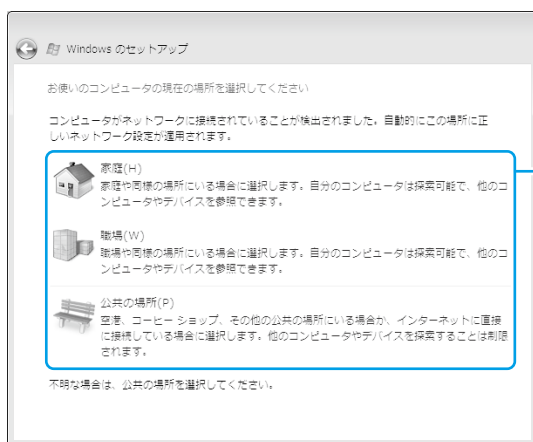 Windows のセットアップ
お使いのコンピュータの現在の場所を選択してください
コンピュータがネットワークに接続されていることが検出されました。自動的にこの場所に正
しいネットワーク設定が適用されます。
家庭(H)
家庭や同様の場所にいる場合に選択します。自分のコンピュータは探索可能で、他のコ
ンピュータやデバイスを参照できます。
職場(W)
職場や同様の場所にいる場合に選択します。自分のコンピュータは探索可能で、他のコ
ンピュータやデバイスを参照できます。
公共の場所(P)
空港、コーヒー ショップ、その他の公共の場所にいる場合か、インターネットに直接
に接続している場合に選択します。他のコンピュータやデバイスを探索することは制限
されます。
不明な場合は、公共の場所を選択してください。